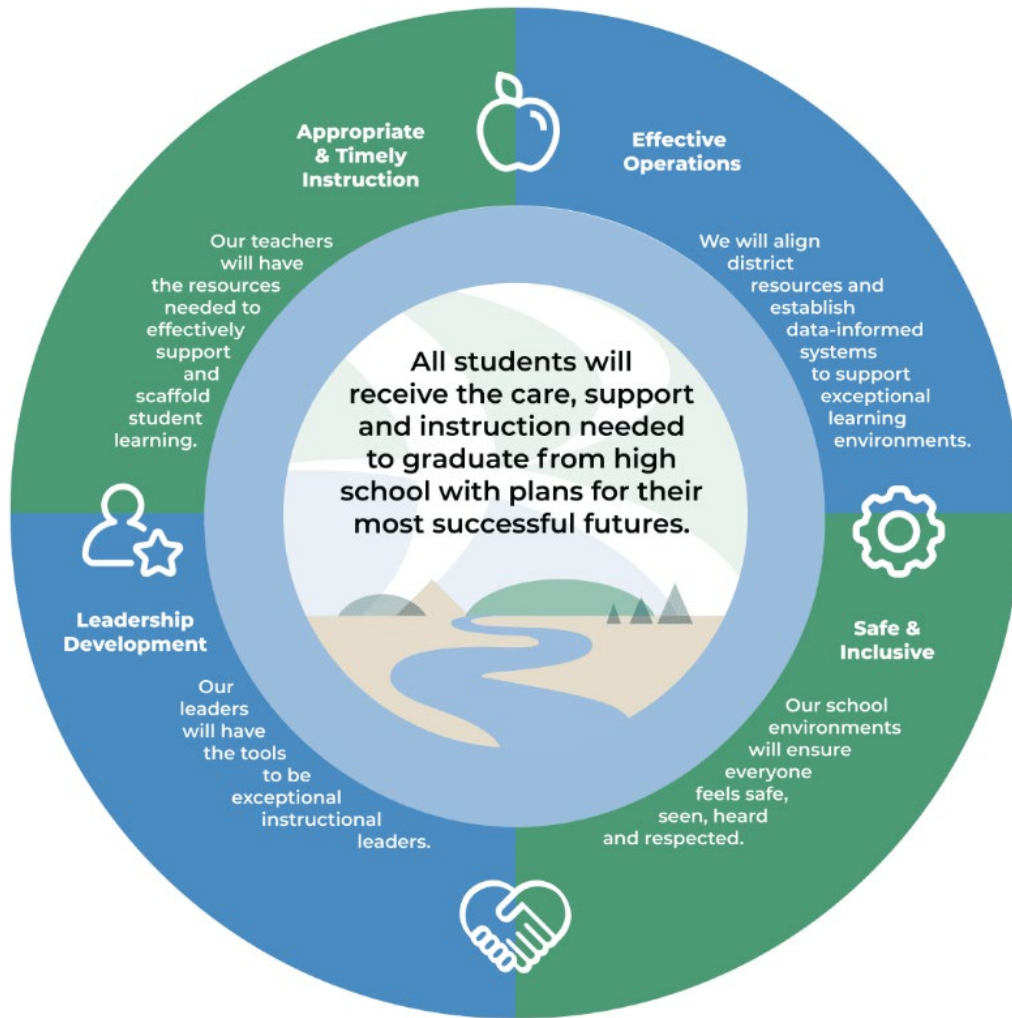 Appropriate
& Timely
Instruction
Our teachers
will have
the resources
needed to
effectively
support
and
scaffold
student
learning.
Effective
Operations
We will align
district
resources and
establish
data-informed
systems
to support
exceptional
learning
environments.
All students will
receive the care, support
and instruction needed
to graduate from high
school with plans for their
most successful futures.
Leadership
Development
Our
leaders
will have
the tools
to be
exceptional
instructional
leaders.
Safe &
Inclusive
Our school
environments
will ensure
everyone
feels safe,
seen, heard
and respected.